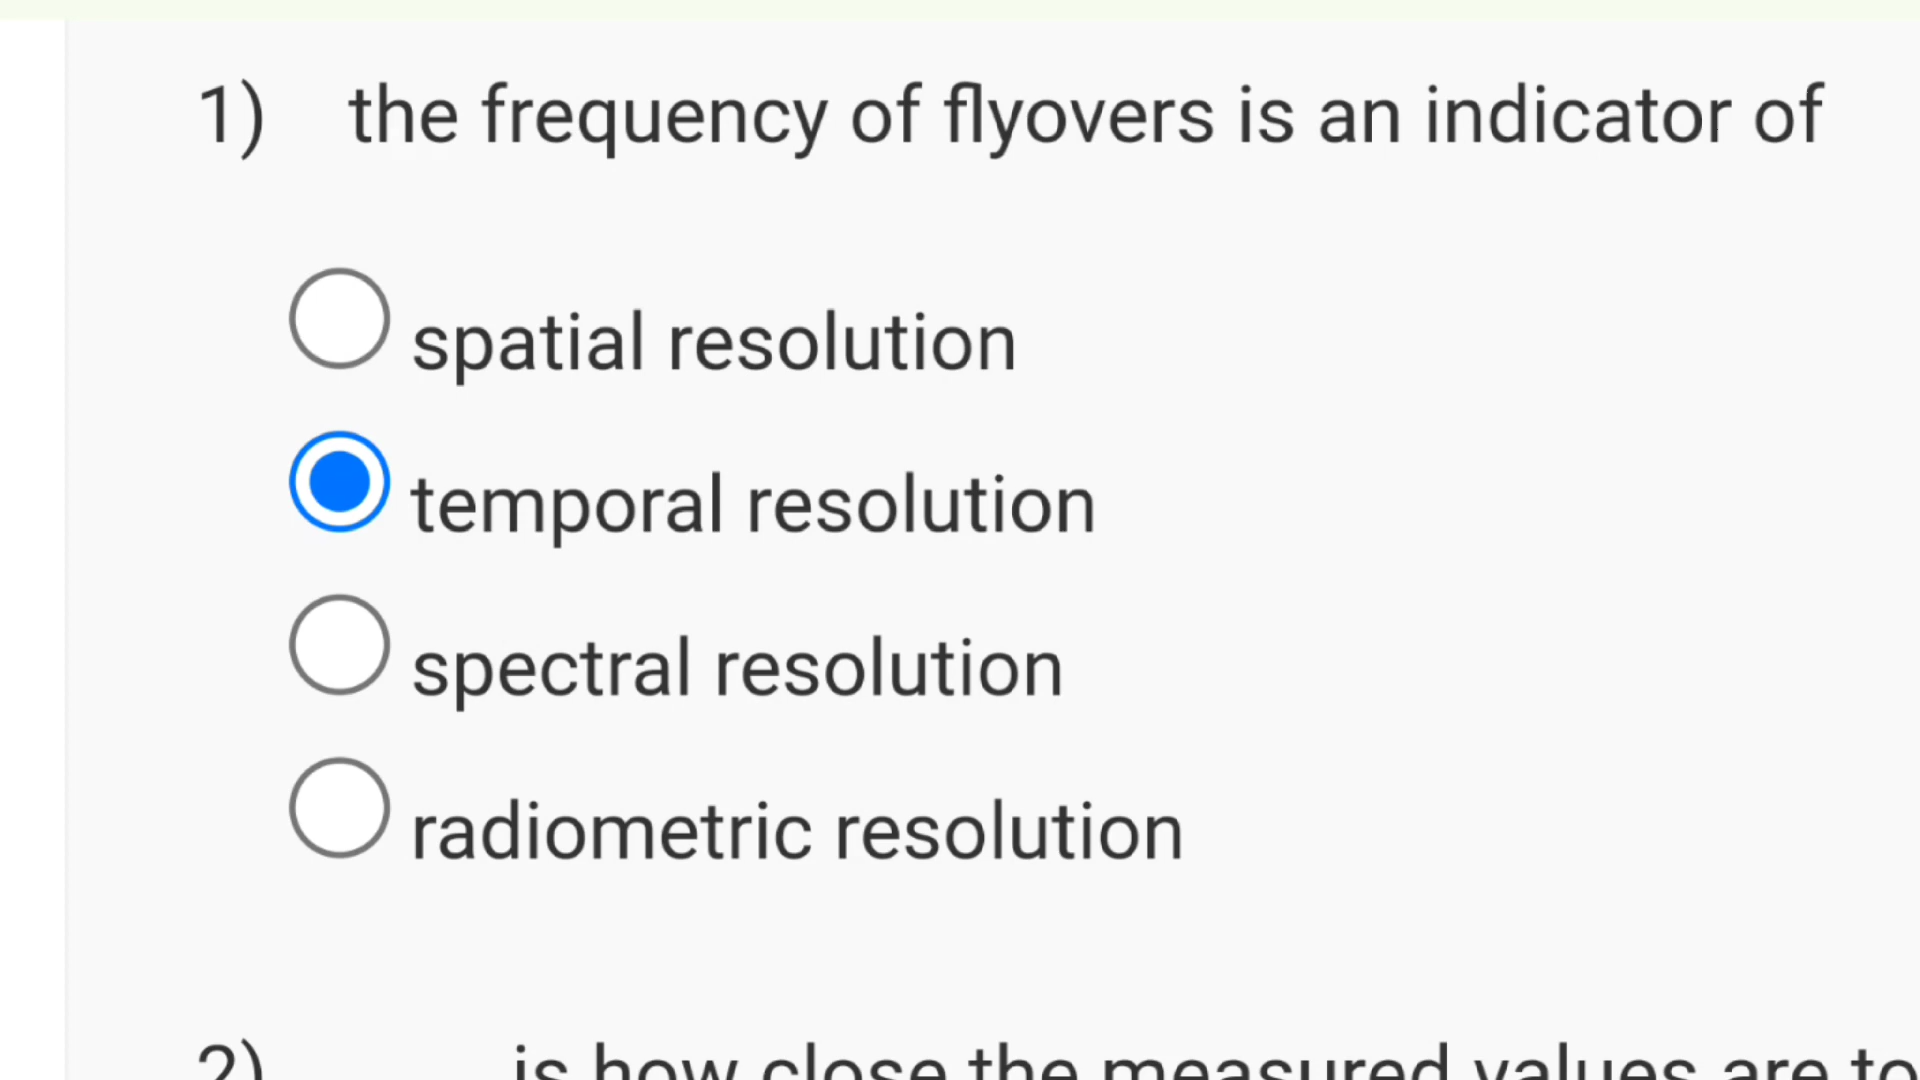 1) the frequency of flyovers is an indicator of
spatial resolution
temporal resolution
spectral resolution
radiometric resolution
2) is how close the measured values are to